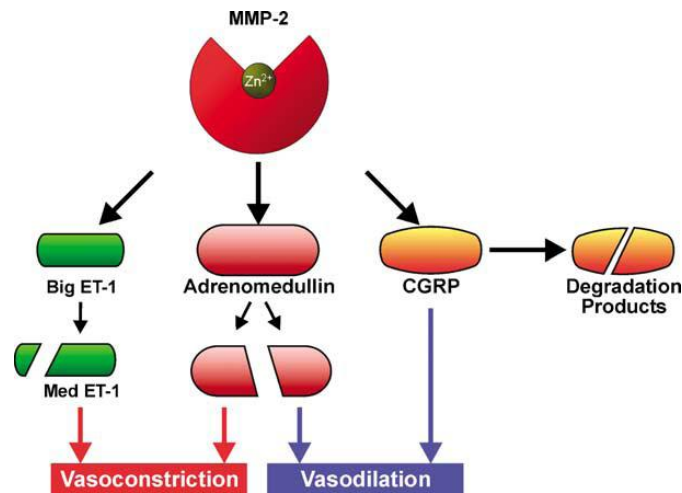 MMP-2
Zn2+
Big ET-1
Adrenomedullin
CGRP
Degradation
Products
Med ET-1
Vasoconstriction
Vasodilation